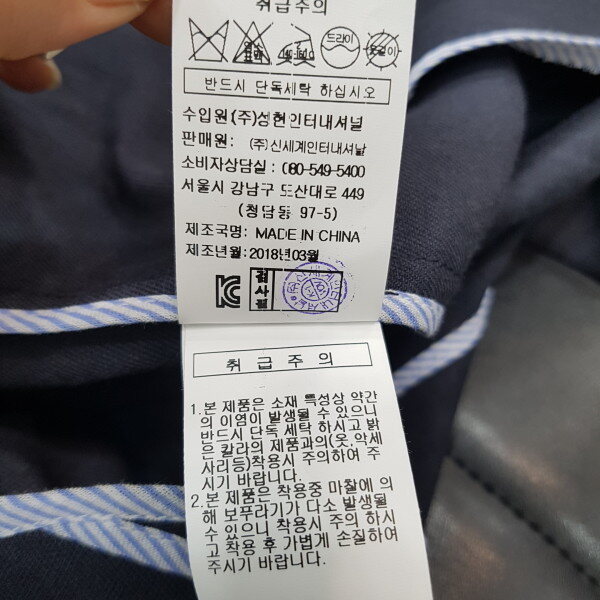 취급주의
드라이
반드시 단독세탁 하십시오
수입원(주)성현인터내셔널
판매원: (주)신세계인터내셔날
소비자상담실 : 080-549-5400
서울시 강남구 도산대로 449
(청담동 97-5)
제조국명: MADE IN CHINA
제조년월:2018년03월
KC 검사필
취 급 주 의
1.본 제품은 소재 특성상 약간
의 이염이 발생될 수 있으니
반드시 단독 세탁 하시고 밝
은 칼라의 제품과의(옷,악세
사리등)착용시 주의하여 주
시기 바랍니다.
2.본 제품은 착용중 마찰에 의
해 보푸라기가 다소 발생될
수 있으니 착용시 주의 하시
고 착용 후 가볍게 손질하여
주시기 바랍니다.